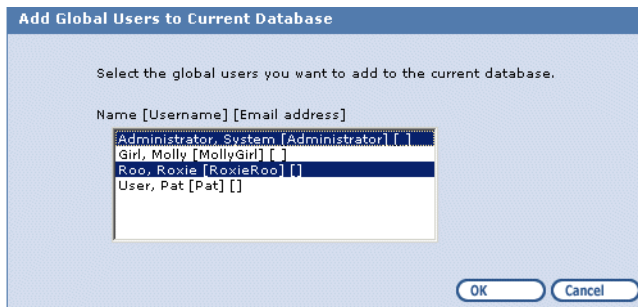 Add Global Users to Current Database
Select the global users you want to add to the current database.
Name [Username] [Email address]
Administrator, System [Administrator] [ ]
Girl, Molly [MollyGirl] [ ]
Roo, Roxie [RoxieRoo] []
User, Pat [Pat] []
OK Cancel